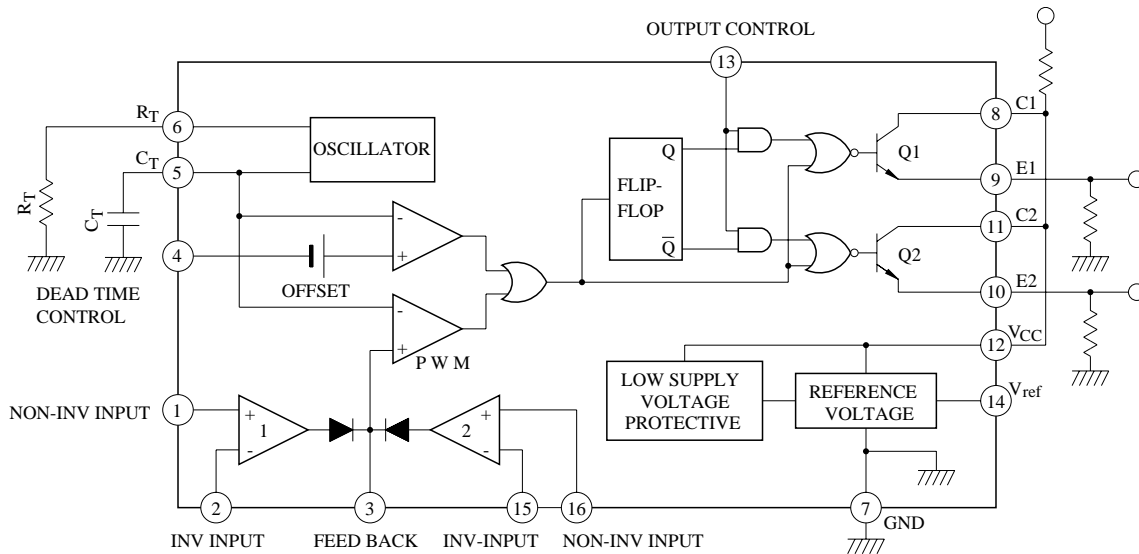 OUTPUT CONTROL
13
RT
6
OSCILLATOR
CT
5
RT
CT
4
OFFSET
DEAD TIME
CONTROL
-
+
-
+
P W M
Q
FLIP-
FLOP
Q̅
Q1
Q2
8
C1
9
E1
11
C2
10
E2
12
VCC
LOW SUPPLY
VOLTAGE
PROTECTIVE
REFERENCE
VOLTAGE
14
Vref
NON-INV INPUT
1
+
1
-
2
+
-
2
3
15
16
7
GND
INV INPUT
FEED BACK
INV-INPUT
NON-INV INPUT